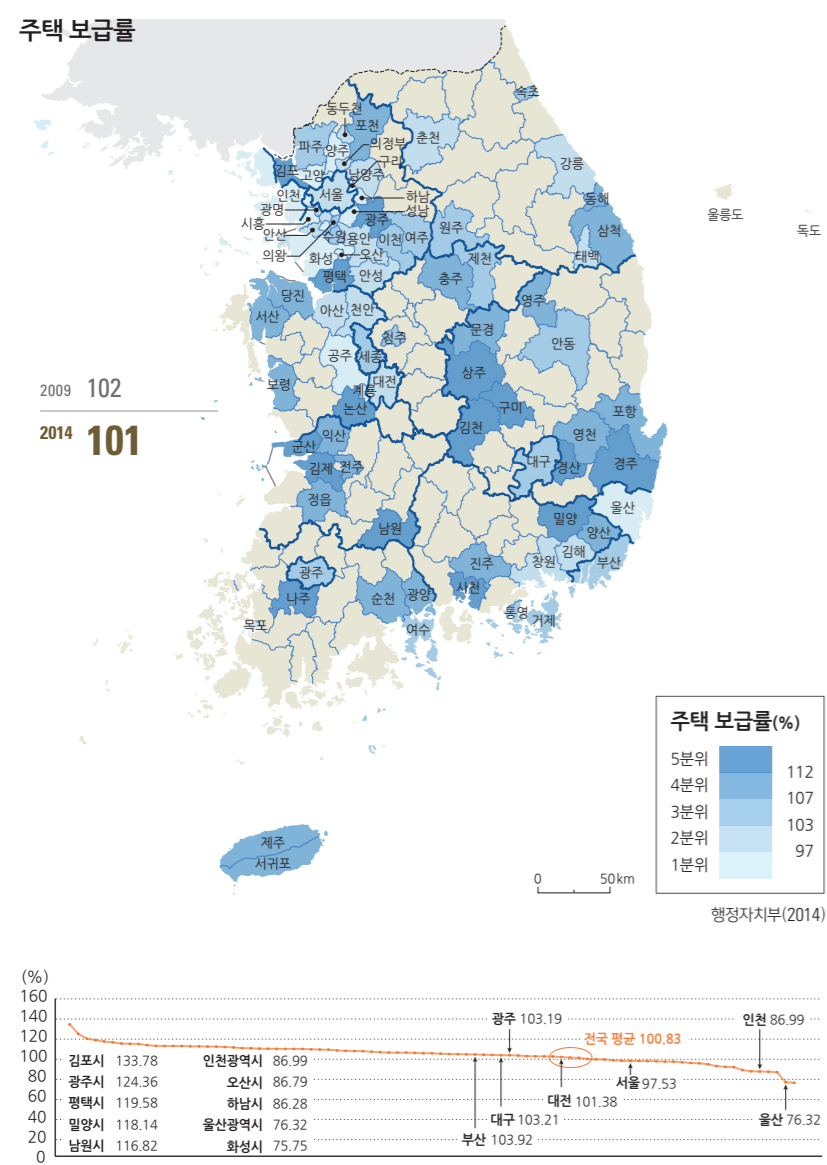 주택 보급률
속초
동두천
포천
파주
양주
의정부
춘천
구리
강릉
김포
고양
남양주
인천
서울
하남
동해
광명
성남
울릉도
시흥
광주
삼척
독도
안산
수원
용인
이천
여주
원주
의왕
화성
오산
제천
태백
평택
안성
충주
당진
영주
서산
아산
천안
문경
청주
안동
공주
세종
상주
대전
보령
계룡
2009 102
논산
구미
포항
2014 101
김천
익산
영천
군산
대구
경산
경주
김제
전주
정읍
울산
밀양
남원
양산
김해
창원
부산
진주
광주
사천
나주
순천
광양
통영
거제
목포
여수
주택 보급률(%)
5분위
112
4분위
107
3분위
103
2분위
97
1분위
제주
서귀포
0 50km
행정자치부(2014)
(%)
160
140
120
100
80
60
40
20
0
광주 103.19
인천 86.99
전국 평균 100.83
김포시 133.78 인천광역시 86.99
광주시 124.36 오산시 86.79
평택시 119.58 하남시 86.28
밀양시 118.14 울산광역시 76.32
남원시 116.82 화성시 75.75
서울 97.53
대전 101.38
대구 103.21
울산 76.32
부산 103.92